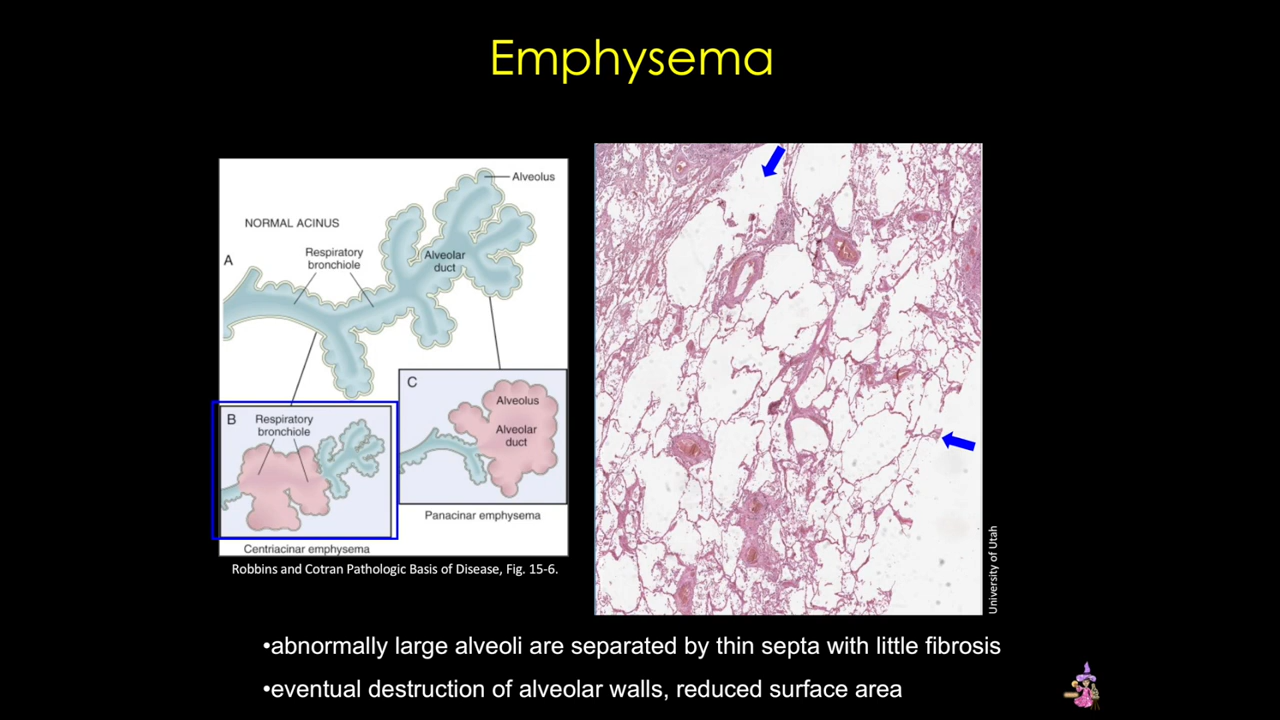 Emphysema
Alveolus
NORMAL ACINUS
A
Respiratory
bronchiole
Alveolar
duct
B
Respiratory
bronchiole
Centriacinar emphysema
C
Alveolus
Alveolar
duct
Panacinar emphysema
Robbins and Cotran Pathologic Basis of Disease, Fig. 15-6.
University of Utah
•abnormally large alveoli are separated by thin septa with little fibrosis
•eventual destruction of alveolar walls, reduced surface area